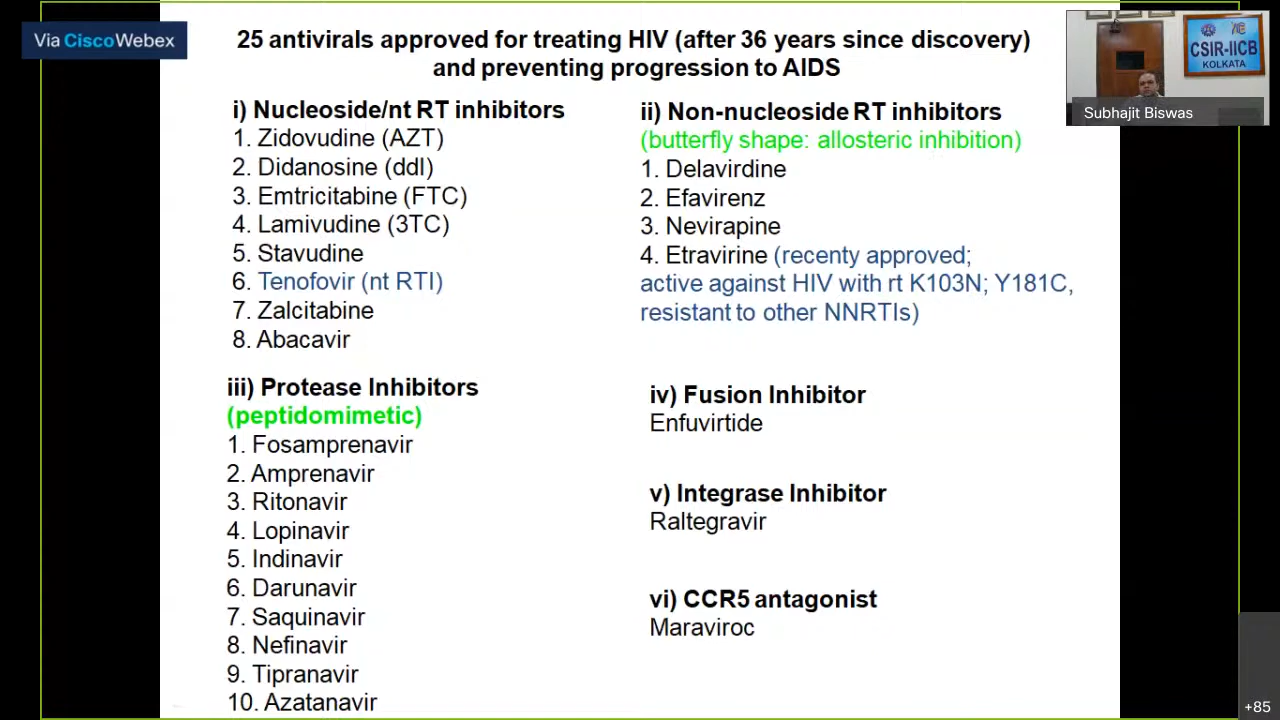 Via CiscoWebex
25 antivirals approved for treating HIV (after 36 years since discovery)
and preventing progression to AIDS
i) Nucleoside/nt RT inhibitors
1. Zidovudine (AZT)
2. Didanosine (ddI)
3. Emtricitabine (FTC)
4. Lamivudine (3TC)
5. Stavudine
6. Tenofovir (nt RTI)
7. Zalcitabine
8. Abacavir
ii) Non-nucleoside RT inhibitors
(butterfly shape: allosteric inhibition)
1. Delavirdine
2. Efavirenz
3. Nevirapine
4. Etravirine (recenty approved;
active against HIV with rt K103N; Y181C,
resistant to other NNRTIs)
iii) Protease Inhibitors
(peptidomimetic)
1. Fosamprenavir
2. Amprenavir
3. Ritonavir
4. Lopinavir
5. Indinavir
6. Darunavir
7. Saquinavir
8. Nefinavir
9. Tipranavir
10. Azatanavir
iv) Fusion Inhibitor
Enfuvirtide
v) Integrase Inhibitor
Raltegravir
vi) CCR5 antagonist
Maraviroc
CSIR-IICB
KOLKATA
Subhajit Biswas
+85